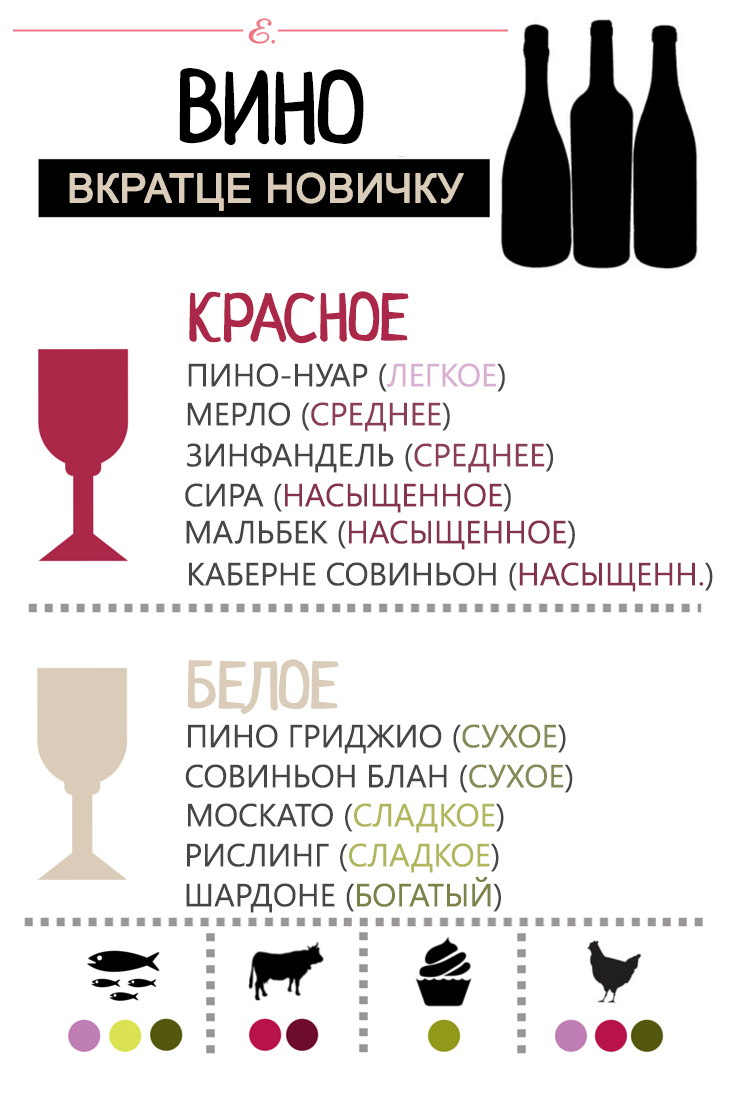 Е.
ВИНО
ВКРАТЦЕ НОВИЧКУ
КРАСНОЕ
ПИНО-НУАР (ЛЕГКОЕ)
МЕРЛО (СРЕДНЕЕ)
ЗИНФАНДЕЛЬ (СРЕДНЕЕ)
СИРА (НАСЫЩЕННОЕ)
МАЛЬБЕК (НАСЫЩЕННОЕ)
КАБЕРНЕ СОВИНЬОН (НАСЫЩЕНН.)
БЕЛОЕ
ПИНО ГРИДЖИО (СУХОЕ)
СОВИНЬОН БЛАН (СУХОЕ)
МОСКАТО (СЛАДКОЕ)
РИСЛИНГ (СЛАДКОЕ)
ШАРДОНЕ (БОГАТЫЙ)